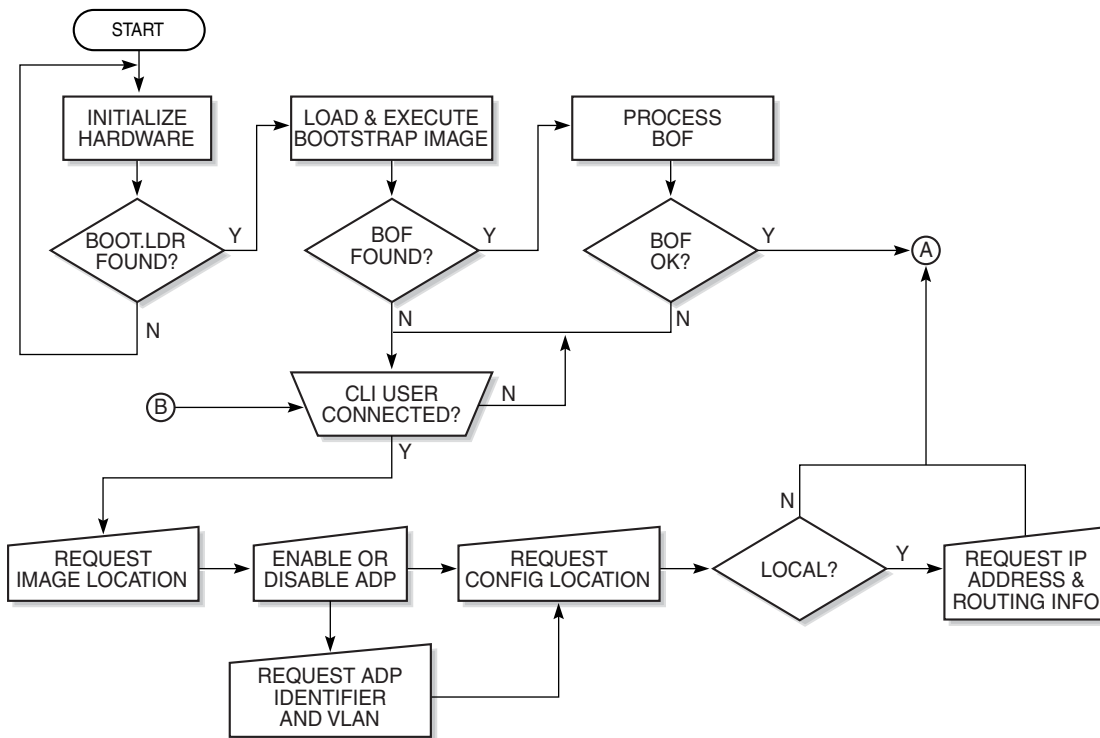 START
INITIALIZE
HARDWARE
LOAD & EXECUTE
BOOTSTRAP IMAGE
PROCESS
BOF
BOOT.LDR
FOUND?
Y
N
BOF
FOUND?
Y
N
BOF
OK?
Y
N
A
B
CLI USER
CONNECTED?
N
Y
REQUEST
IMAGE LOCATION
ENABLE OR
DISABLE ADP
REQUEST
CONFIG LOCATION
N
LOCAL?
Y
REQUEST IP
ADDRESS &
ROUTING INFO
REQUEST ADP
IDENTIFIER
AND VLAN